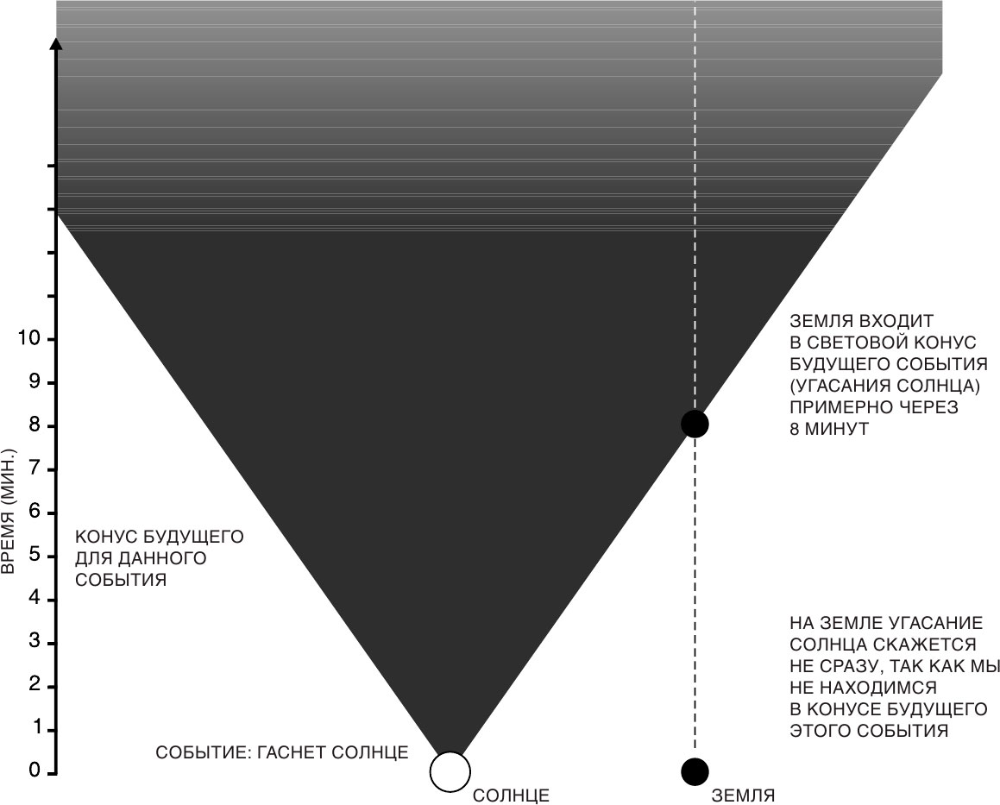 10
9
8
7
6
5
4
3
2
1
0
ВРЕМЯ (МИН.)
ЗЕМЛЯ ВХОДИТ
В СВЕТОВОЙ КОНУС
БУДУЩЕГО СОБЫТИЯ
(УГАСАНИЯ СОЛНЦА)
ПРИМЕРНО ЧЕРЕЗ
8 МИНУТ
КОНУС БУДУЩЕГО
ДЛЯ ДАННОГО
СОБЫТИЯ
НА ЗЕМЛЕ УГАСАНИЕ
СОЛНЦА СКАЖЕТСЯ
НЕ СРАЗУ, ТАК КАК МЫ
НЕ НАХОДИМСЯ
В КОНУСЕ БУДУЩЕГО
ЭТОГО СОБЫТИЯ
СОБЫТИЕ: ГАСНЕТ СОЛНЦЕ
СОЛНЦЕ
ЗЕМЛЯ